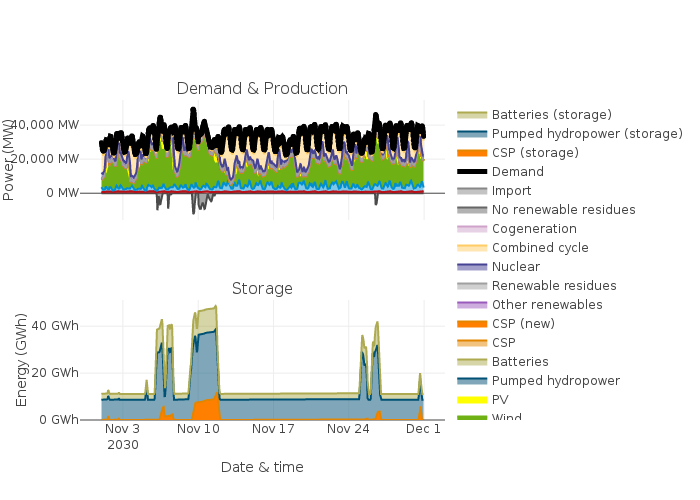 Demand & Production
40,000 MW
20,000 MW
0 MW
Power (MW)
Storage
40 GWh
20 GWh
0 GWh
Energy (GWh)
Nov 3
2030
Nov 10
Nov 17
Nov 24
Dec 1
Date & time
Batteries (storage)
Pumped hydropower (storage)
CSP (storage)
Demand
Import
No renewable residues
Cogeneration
Combined cycle
Nuclear
Renewable residues
Other renewables
CSP (new)
CSP
Batteries
Pumped hydropower
PV
Wind